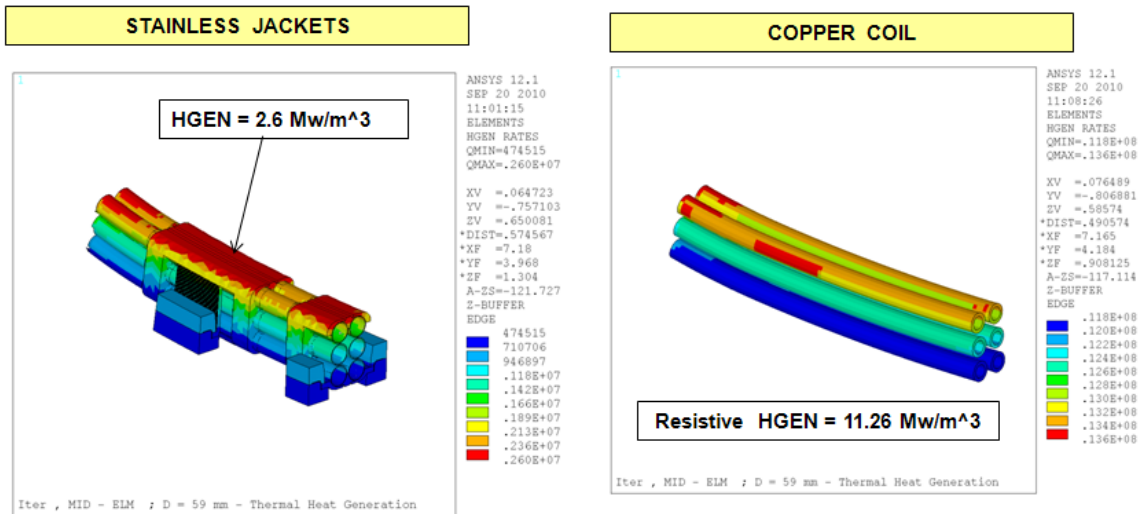 STAINLESS JACKETS
1
HGEN = 2.6 Mw/m^3
ANSYS 12.1
SEP 20 2010
11:01:15
ELEMENTS
HGEN RATES
QMIN=474515
QMAX=.260E+07
XV =.064723
YV =-.757103
ZV =.650081
*DIST=.574567
*XF =7.18
*YF =3.968
*ZF =1.304
A-ZS=-121.727
Z-BUFFER
EDGE
474515
710706
946897
.118E+07
.142E+07
.166E+07
.189E+07
.213E+07
.236E+07
.260E+07
Iter , MID - ELM ; D = 59 mm - Thermal Heat Generation
COPPER COIL
1
ANSYS 12.1
SEP 20 2010
11:08:26
ELEMENTS
HGEN RATES
QMIN=.118E+08
QMAX=.136E+08
XV =.076489
YV =-.806881
ZV =.58574
*DIST=.490574
*XF =7.165
*YF =4.184
*ZF =.908125
A-ZS=-117.114
Z-BUFFER
EDGE
.118E+08
.120E+08
.122E+08
.124E+08
.126E+08
.128E+08
.130E+08
.132E+08
.134E+08
.136E+08
Resistive HGEN = 11.26 Mw/m^3
Iter , MID - ELM ; D = 59 mm - Thermal Heat Generation